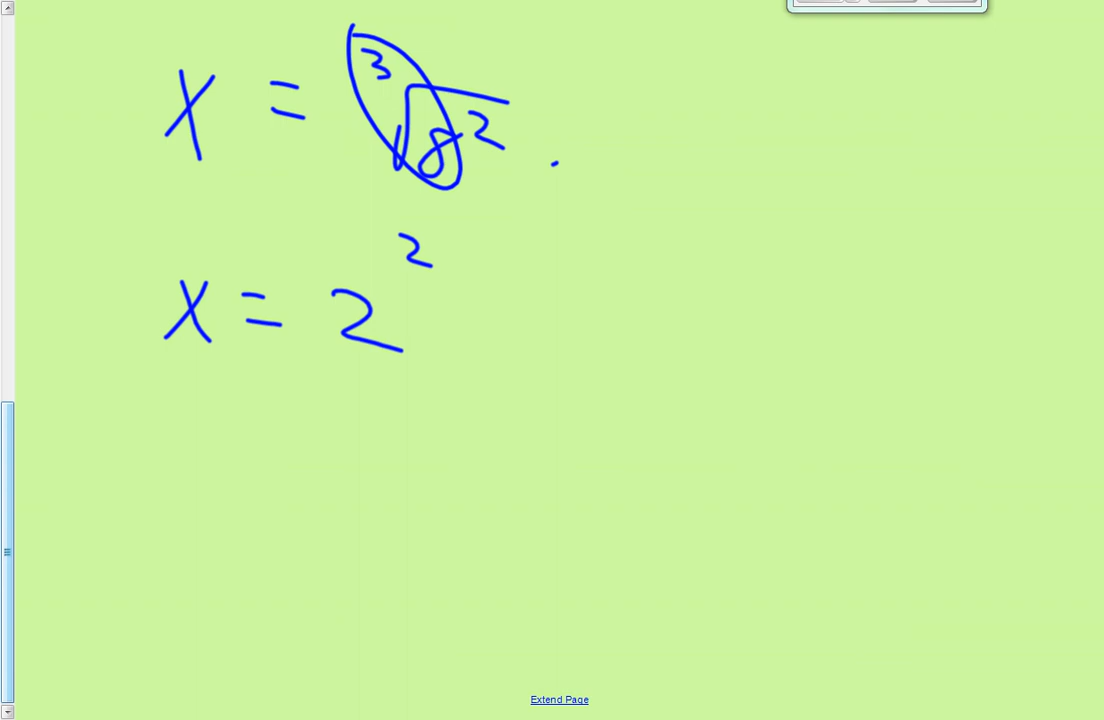 x = ∛8²
x = 2²
Extend Page